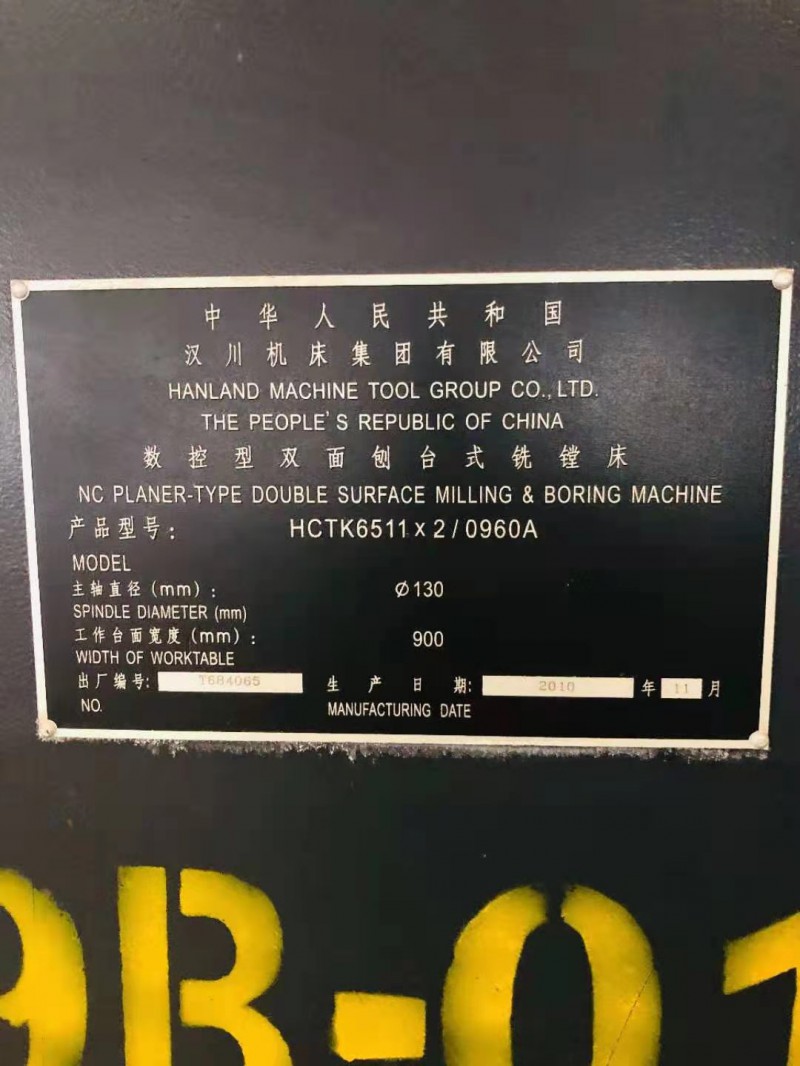 中华人民共和国
汉川机床集团有限公司
HANLAND MACHINE TOOL GROUP CO.,LTD.
THE PEOPLE'S REPUBLIC OF CHINA
数控型双面刨台式铣镗床
NC PLANER-TYPE DOUBLE SURFACE MILLING & BORING MACHINE
产品型号: HCTK6511×2/0960A
MODEL
主轴直径(mm): Ø130
SPINDLE DIAMETER (mm)
工作台面宽度(mm): 900
WIDTH OF WORKTABLE
出厂编号: T684065 生产日期: 2010 年 11 月
NO. MANUFACTURING DATE
9B-01